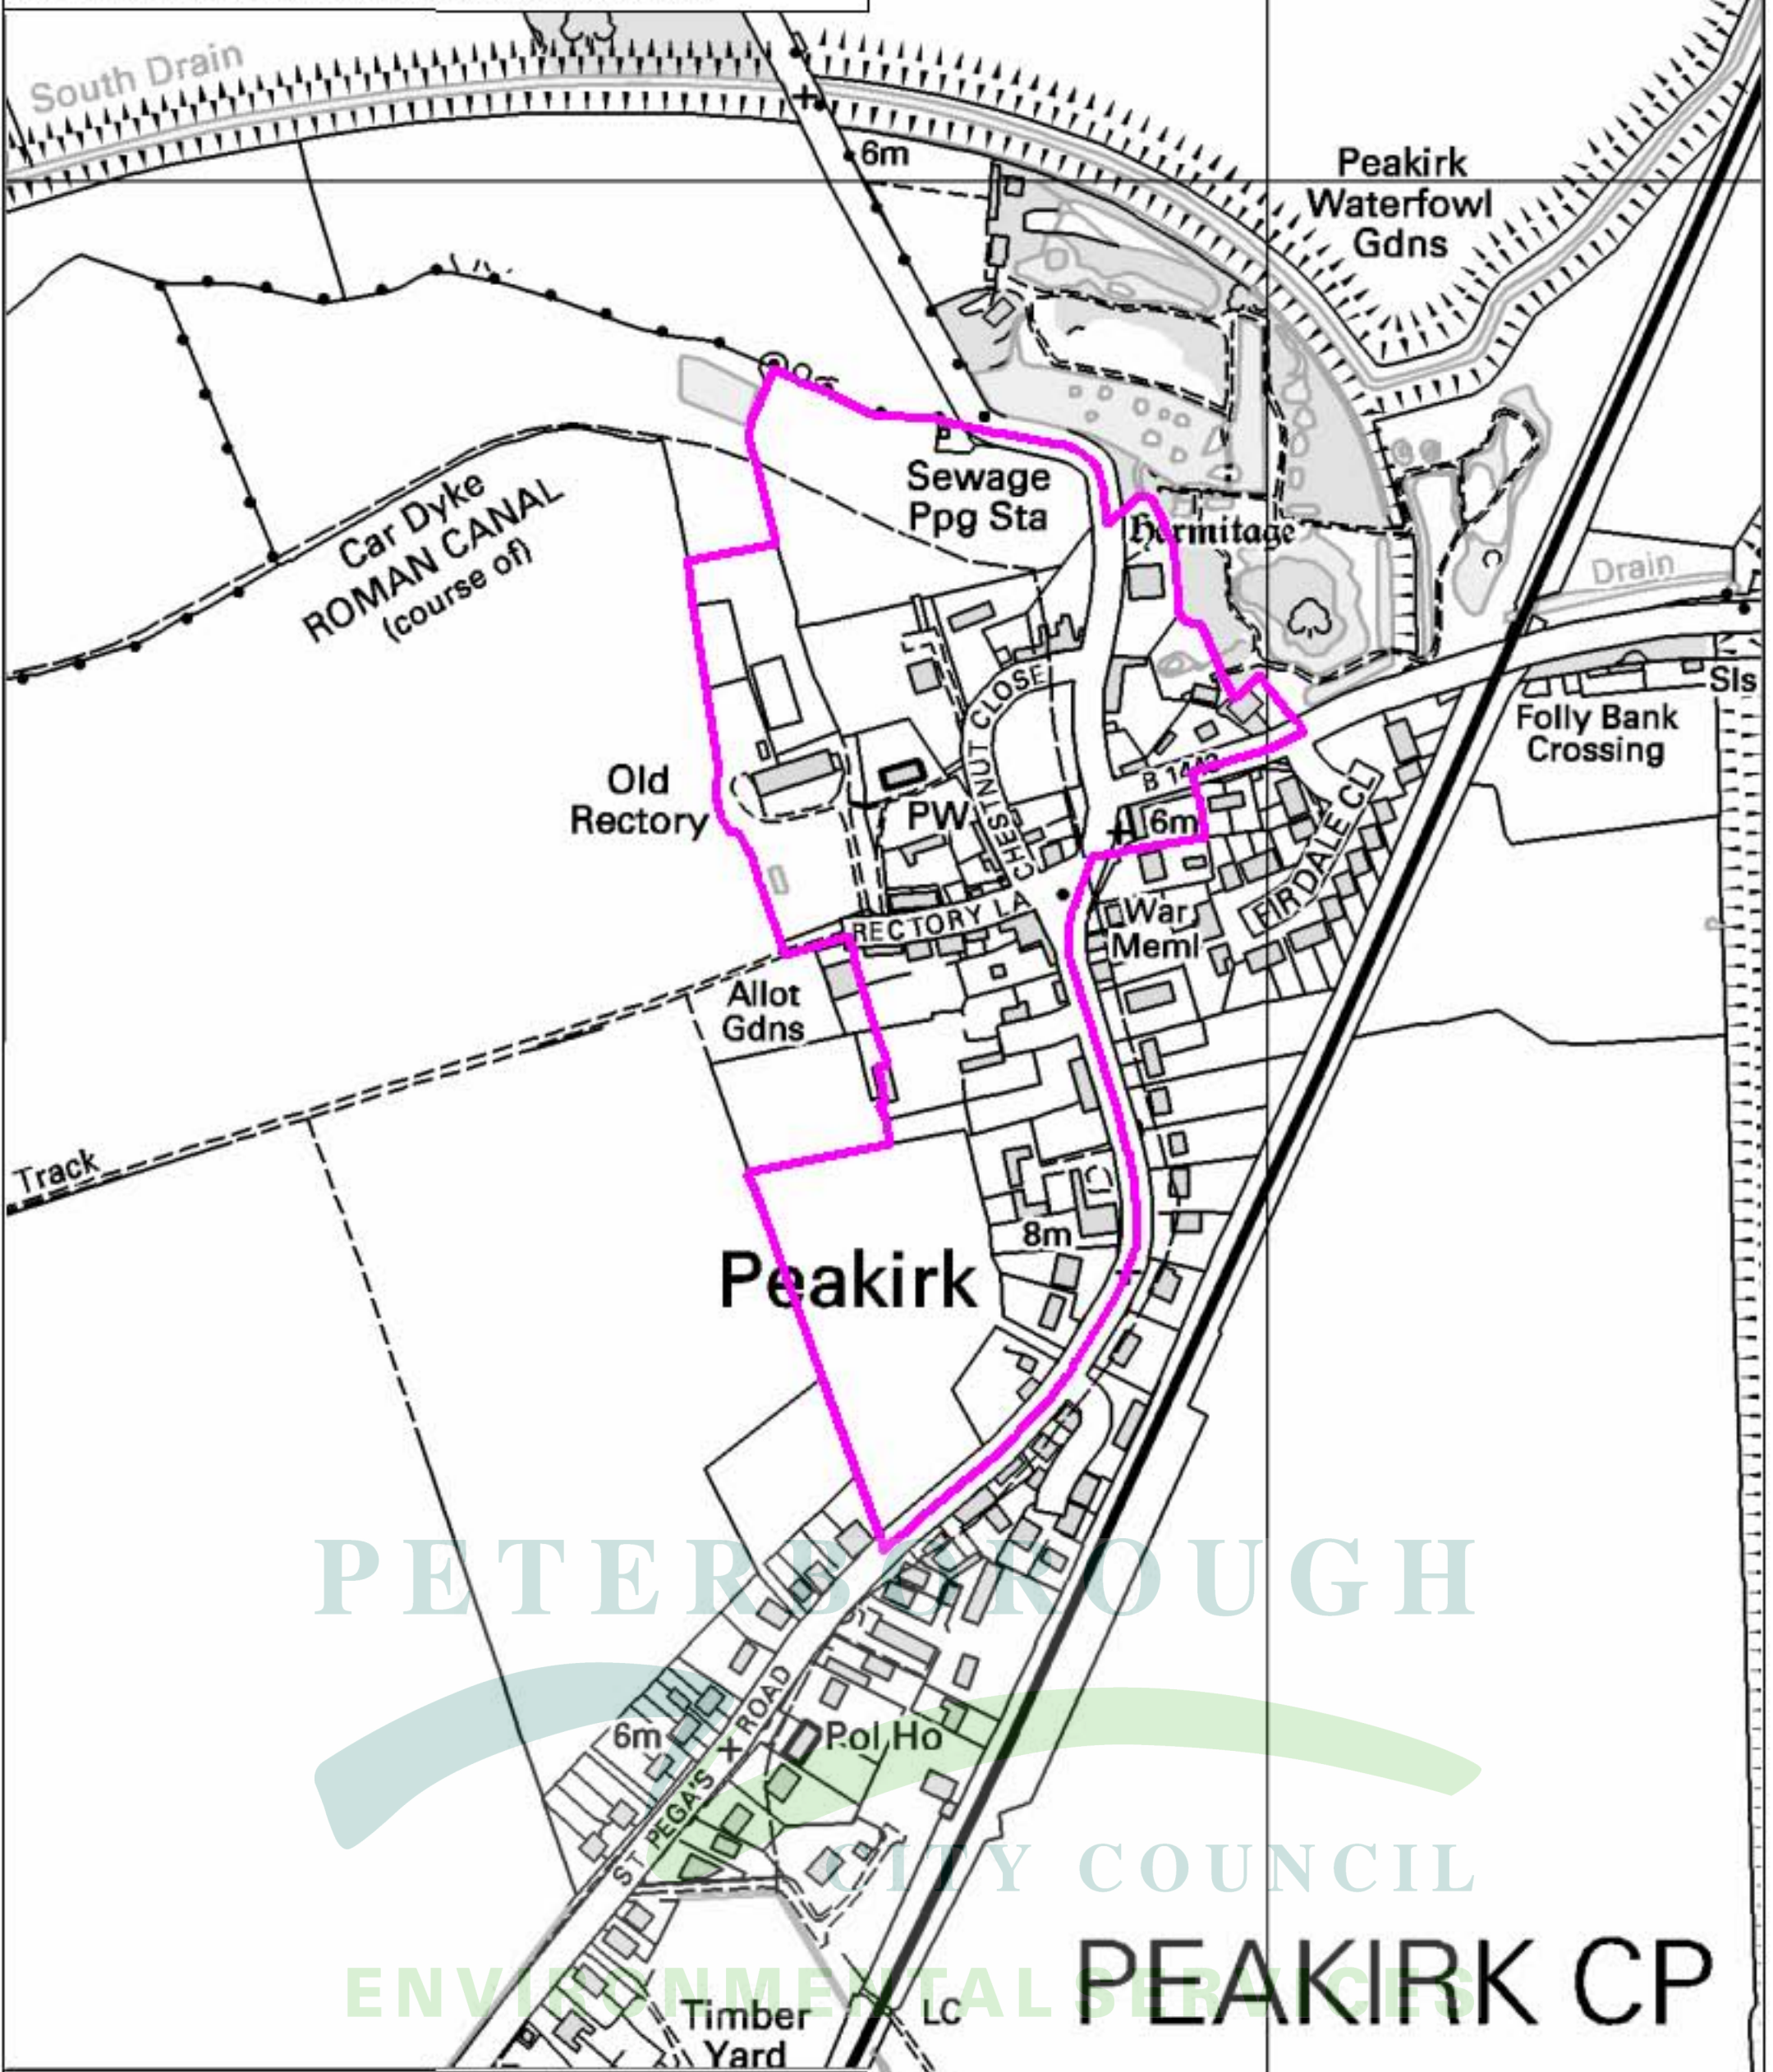 South Drain
6m
Peakirk
Waterfowl
Gdns
Sewage
Ppg Sta
Hermitage
Car Dyke
ROMAN CANAL
(course of)
Drain
Sls
Folly Bank
Crossing
CHESTNUT CLOSE
B 1443
Old
Rectory
PW
6m
FIRDALE CL
RECTORY LA
War
Meml
Allot
Gdns
Track
8m
Peakirk
PETERBOROUGH
ST PEGA'S ROAD
6m
Pol Ho
CITY COUNCIL
PEAKIRK CP
ENVIRONMENTAL SERVICES
Timber
Yard
LC